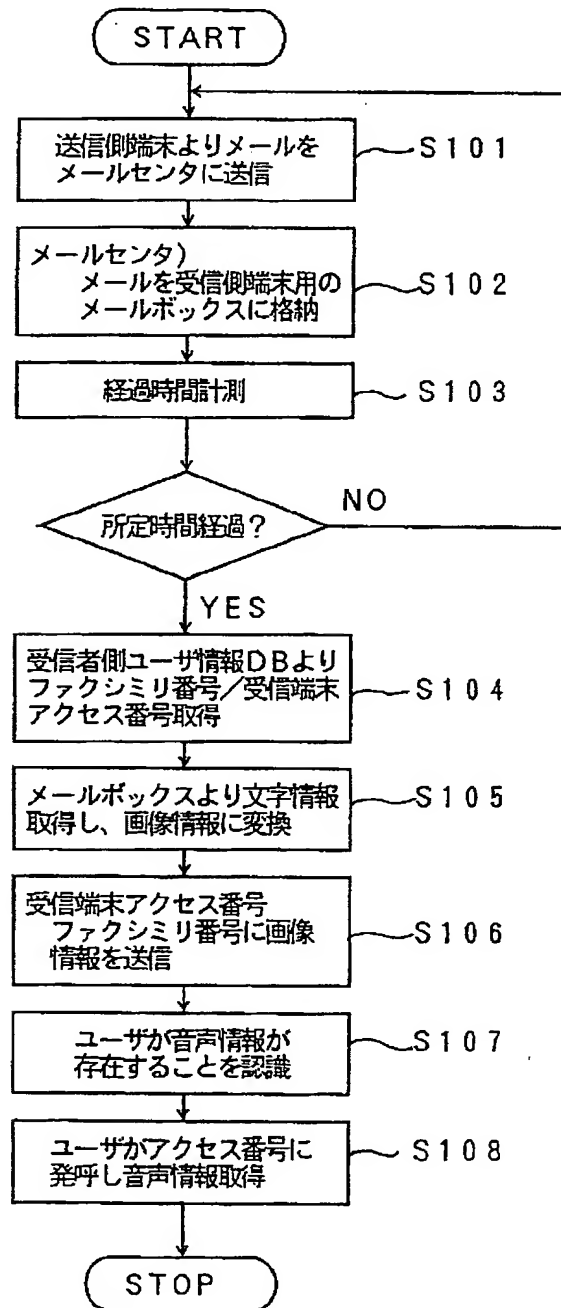 START
送信側端末よりメールを
メールセンタに送信
S101
メールセンタ)
メールを受信側端末用の
メールボックスに格納
S102
経過時間計測
S103
所定時間経過?
NO
YES
受信者側ユーザ情報DBより
ファクシミリ番号/受信端末
アクセス番号取得
S104
メールボックスより文字情報
取得し、画像情報に変換
S105
受信端末アクセス番号
ファクシミリ番号に画像
情報を送信
S106
ユーザが音声情報が
存在することを認識
S107
ユーザがアクセス番号に
発呼し音声情報取得
S108
STOP